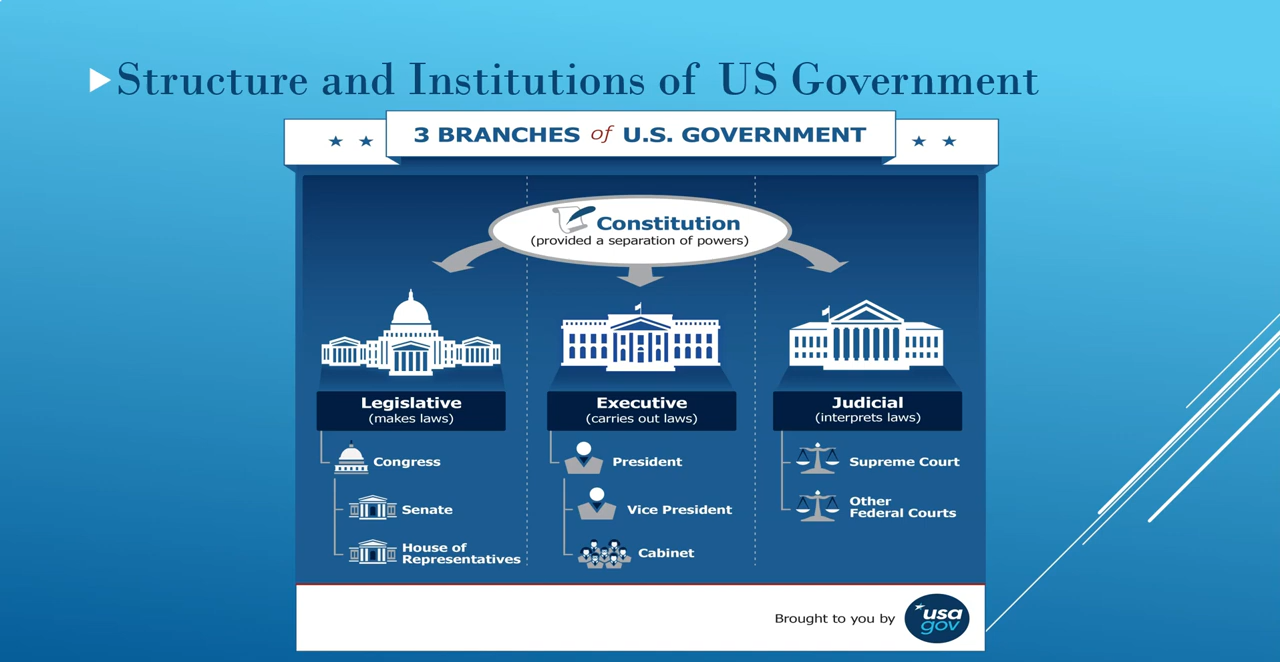 Structure and Institutions of US Government
3 BRANCHES of U.S. GOVERNMENT
Constitution
(provided a separation of powers)
Legislative
(makes laws)
Congress
Senate
House of
Representatives
Executive
(carries out laws)
President
Vice President
Cabinet
Judicial
(interprets laws)
Supreme Court
Other
Federal Courts
Brought to you by
usa
gov